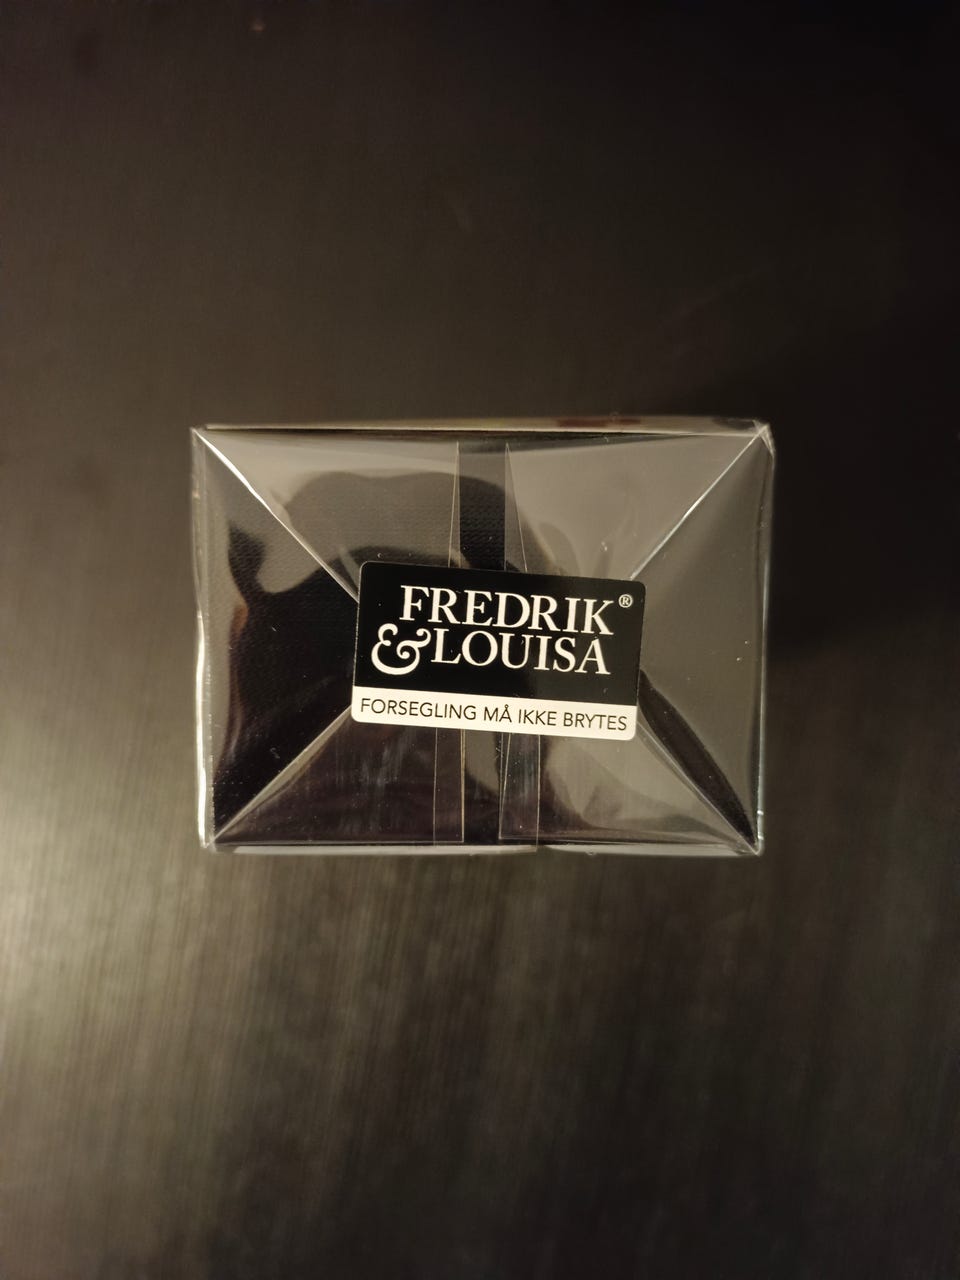 FREDRIK®
&LOUISA
FORSEGLING MÅ IKKE BRYTES